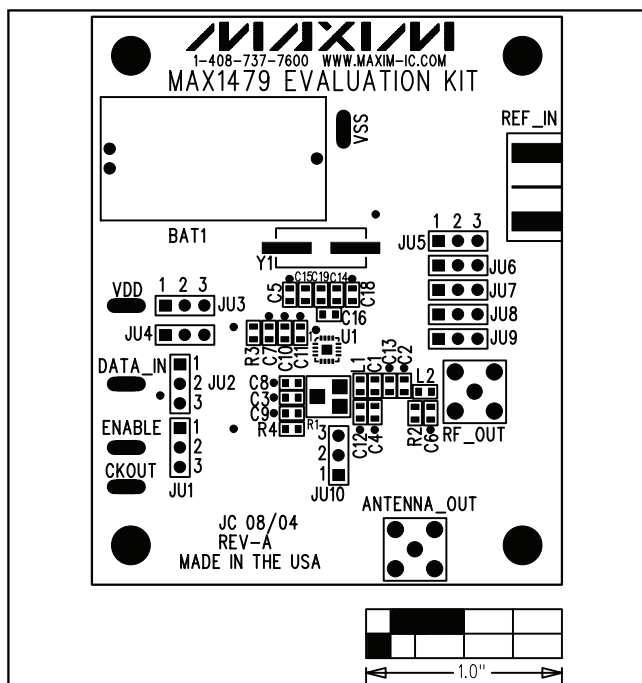 MAXIM
1-408-737-7600 WWW.MAXIM-IC.COM
MAX1479 EVALUATION KIT
VSS
REF_IN
BAT1
Y1
1 2 3
JU5
JU6
JU7
JU8
JU9
VDD
1 2 3
JU3
JU4
C5
C15
C19
C14
C18
C16
R3
C7
C10
C11
1
U1
DATA_IN
1
JU2 2
3
C8
C3
C9
R4
R1
L1
C1
C13
C2
L2
C12
C4
R2
C6
RF_OUT
ENABLE
1
2
3
CKOUT
JU1
3
2
1
JU10
ANTENNA_OUT
JC 08/04
REV-A
MADE IN THE USA
1.0"